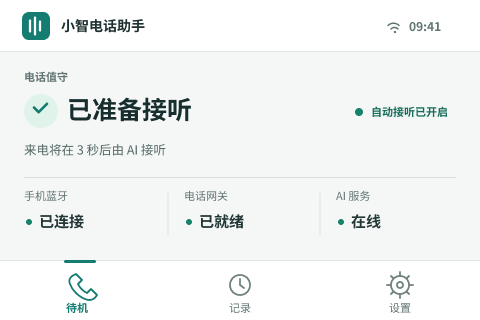 小智电话助手
09:41
电话值守
已准备接听
自动接听已开启
来电将在 3 秒后由 AI 接听
手机蓝牙
电话网关
AI 服务
已连接
已就绪
在线
待机
记录
设置